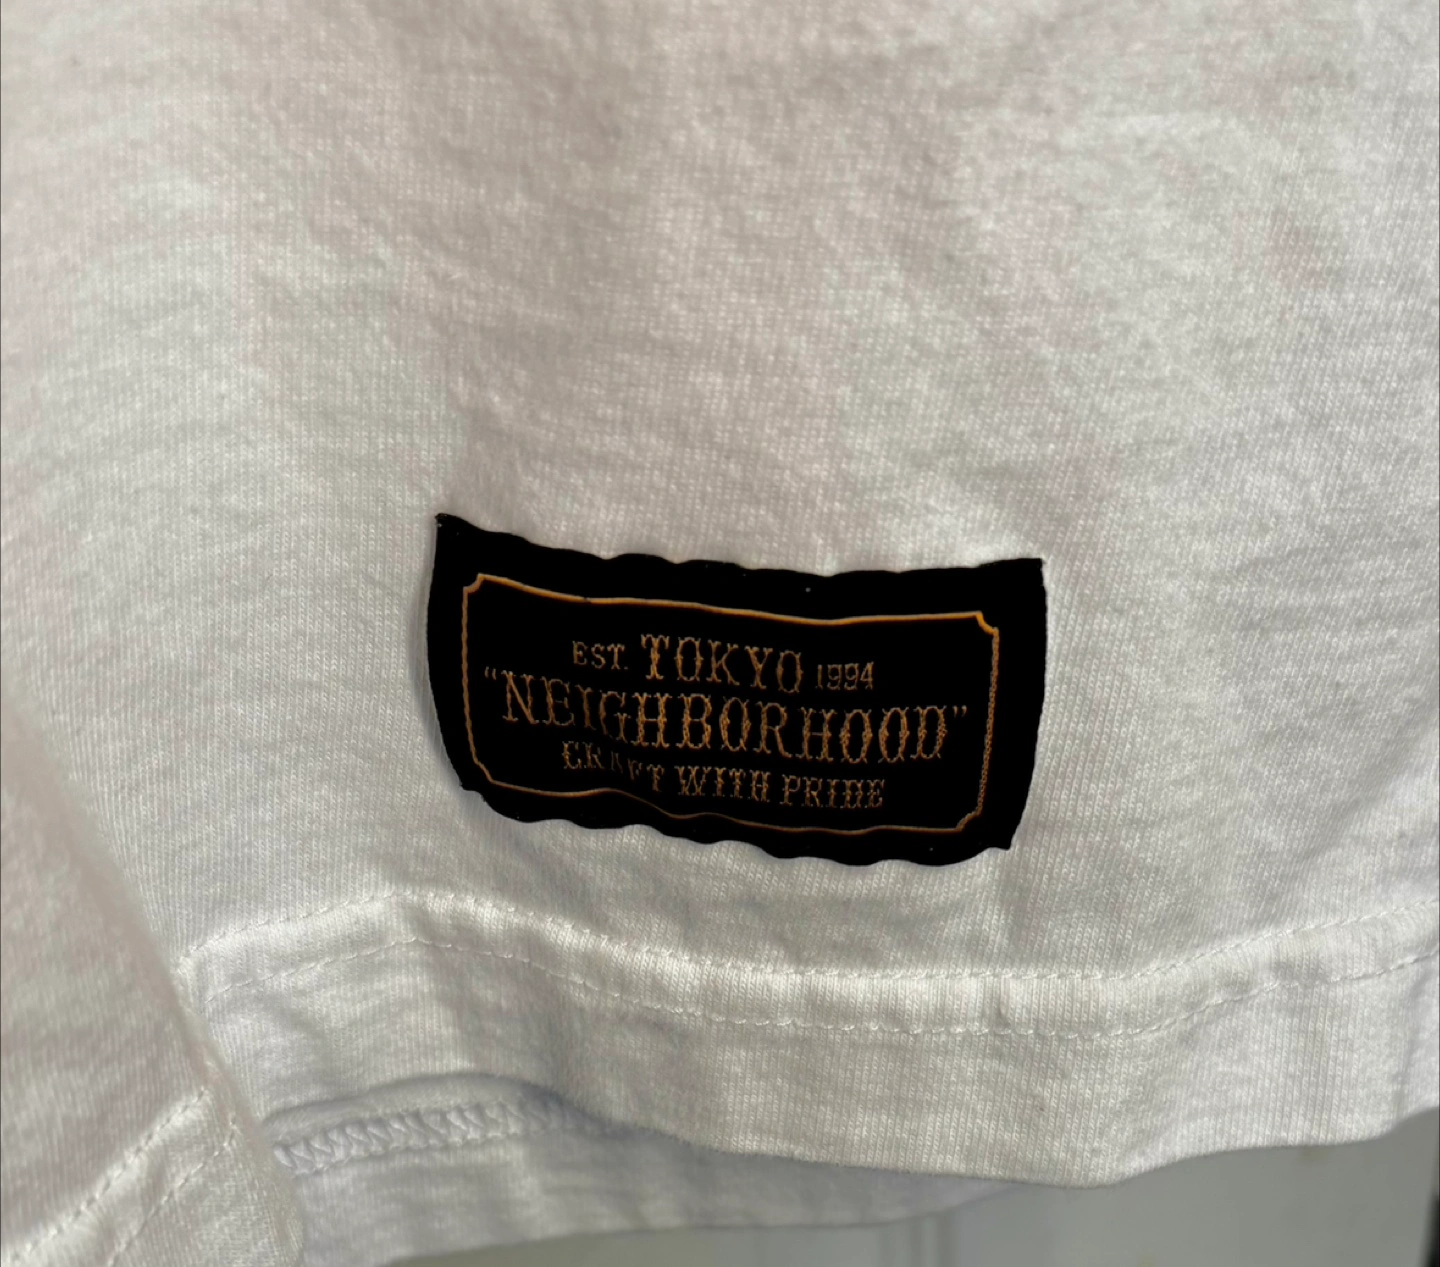 EST. TOKYO 1994
“NEIGHBORHOOD”
CRAFT WITH PRIDE